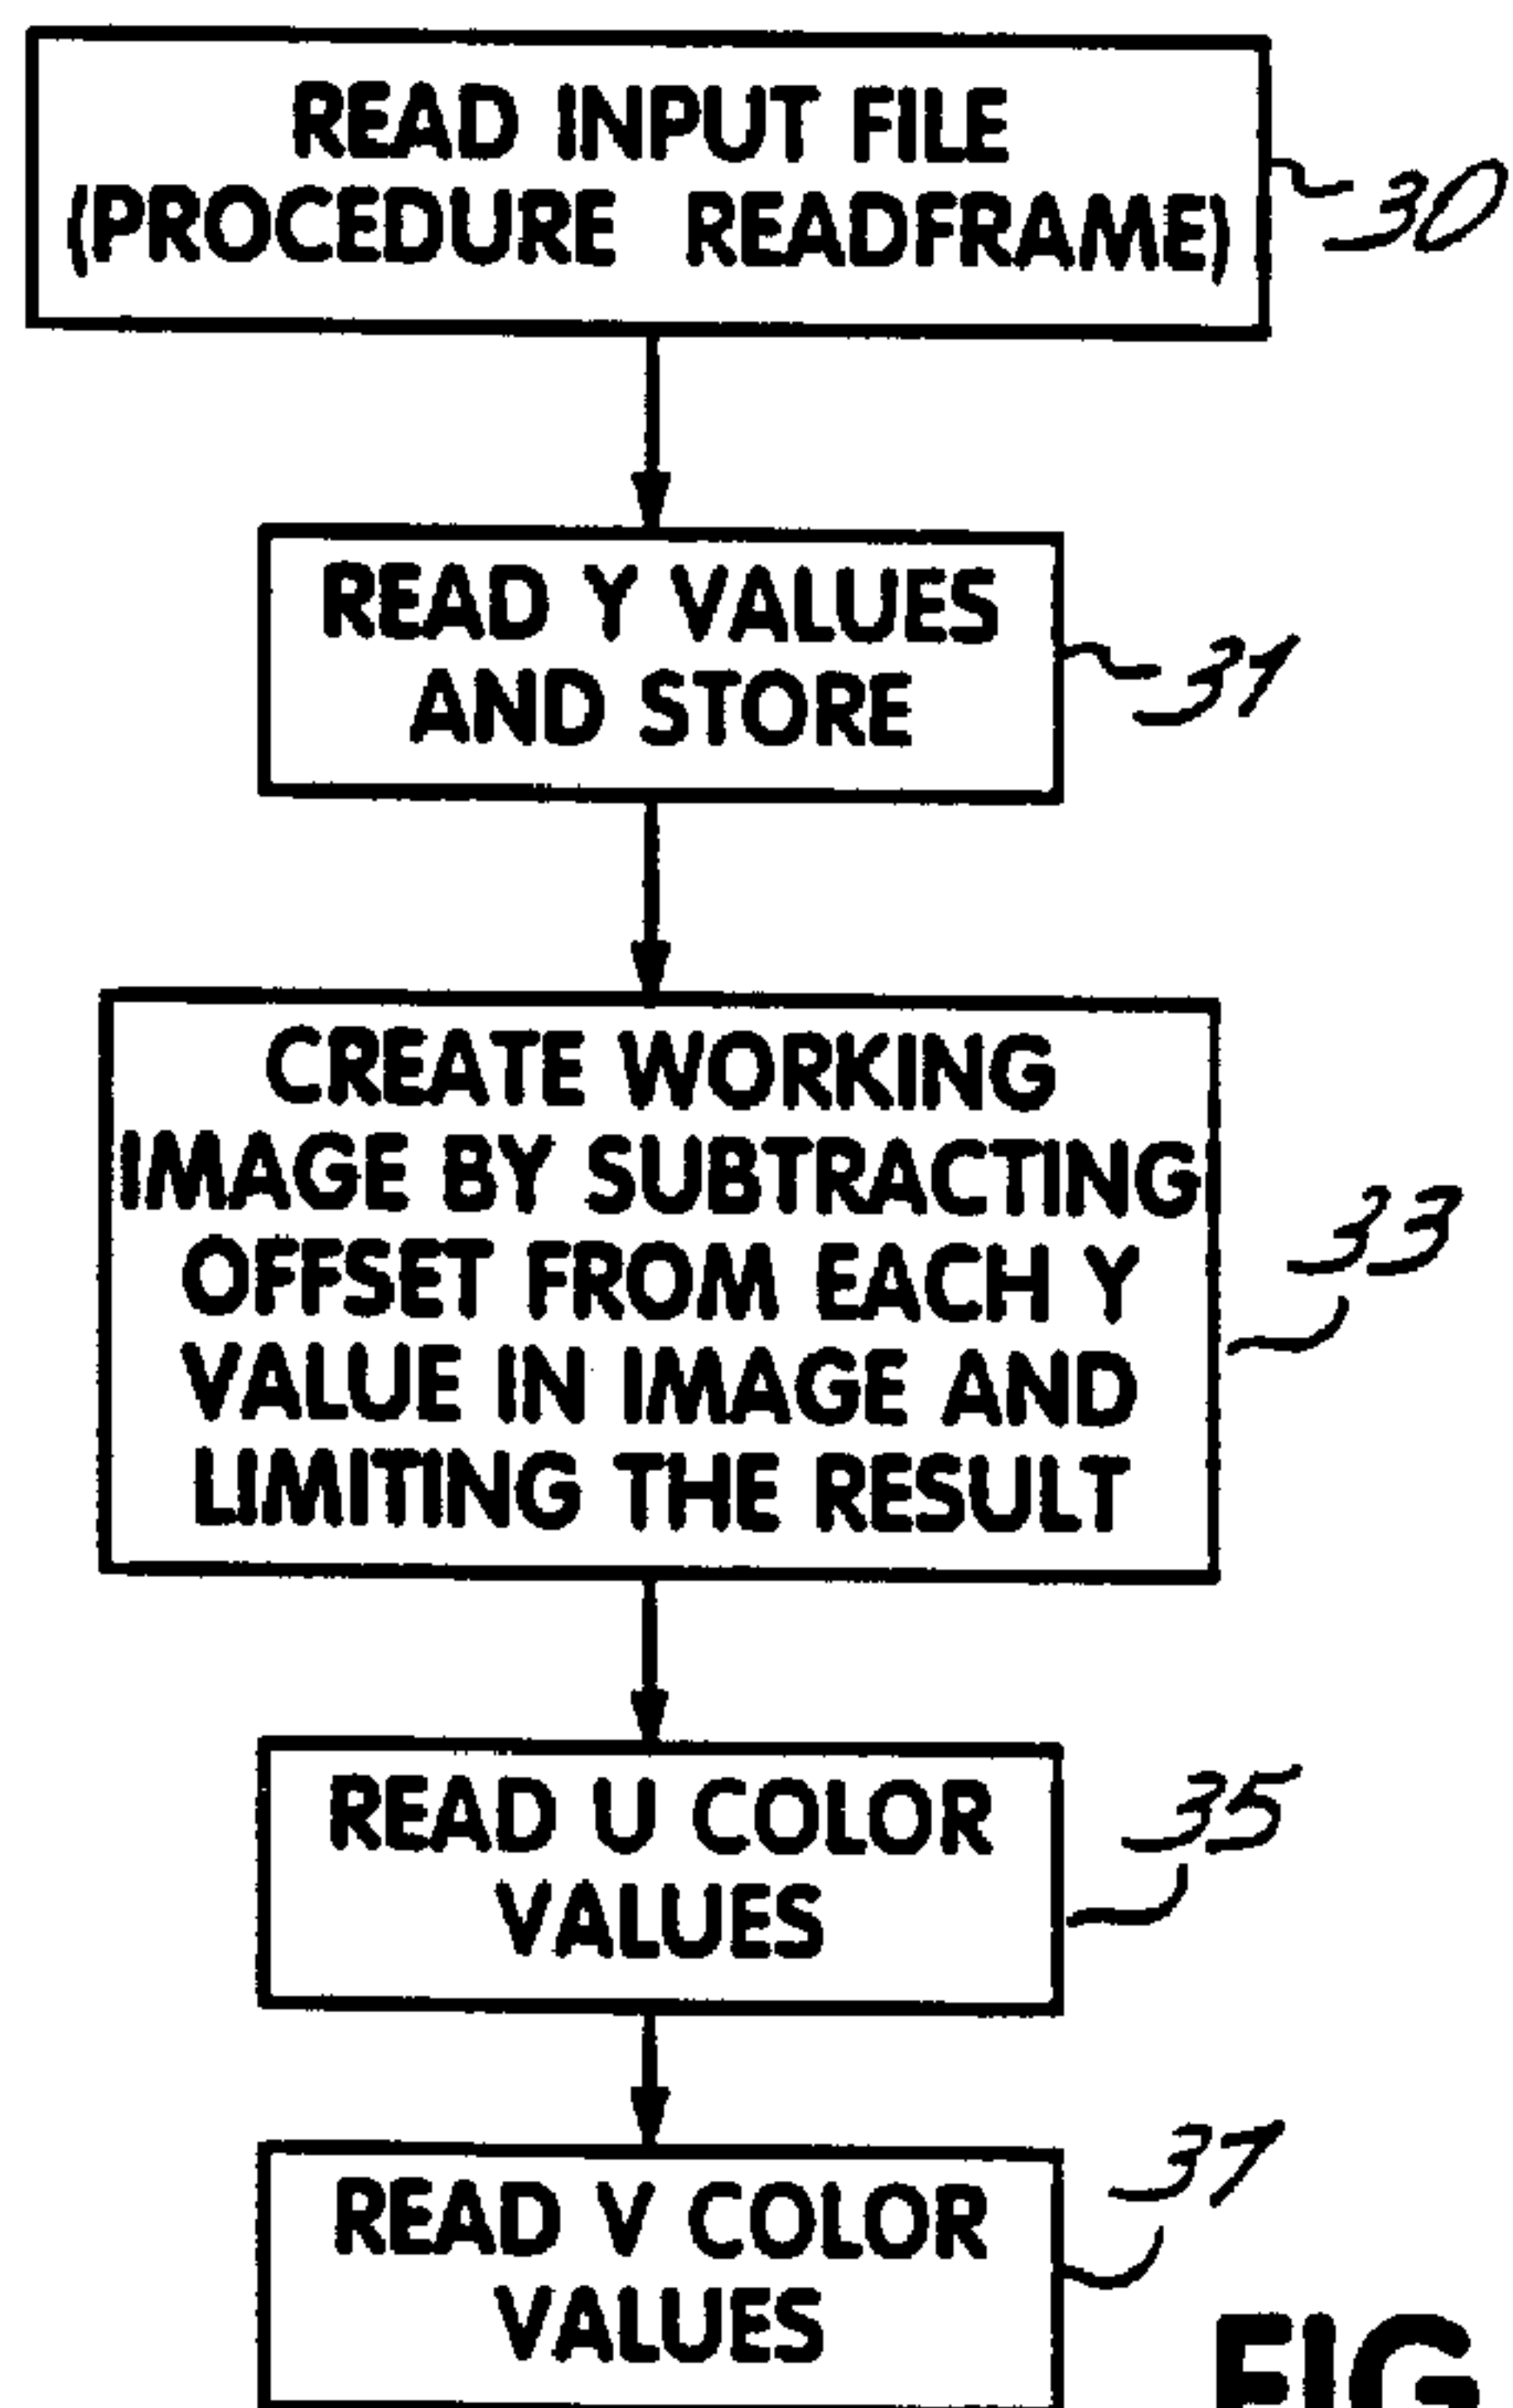 READ INPUT FILE
(PROCEDURE READFRAME)
30
READ Y VALUES
AND STORE
31
CREATE WORKING
IMAGE BY SUBTRACTING
OFFSET FROM EACH Y
VALUE IN IMAGE AND
LIMITING THE RESULT
33
READ U COLOR
VALUES
35
READ V COLOR
VALUES
37
FIG